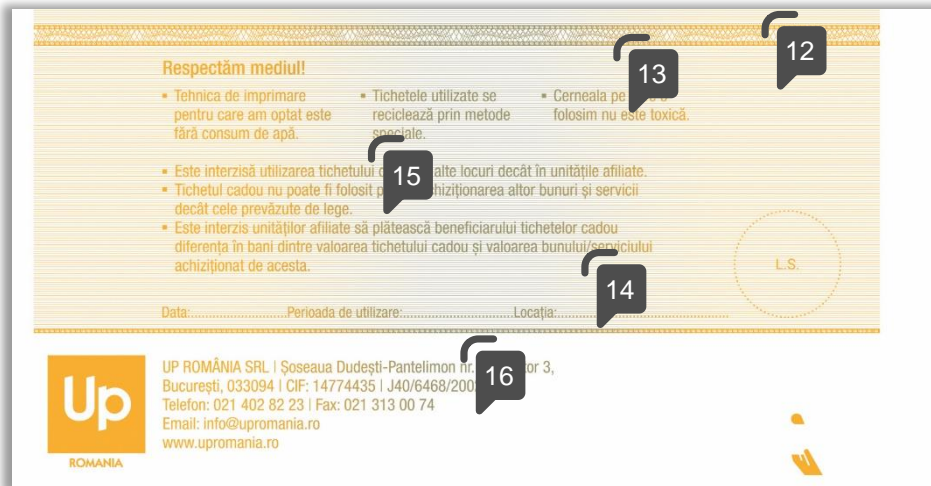 12
13
Respectăm mediul!
Tehnica de imprimare
pentru care am optat este
fără consum de apă.
Tichetele utilizate se
reciclează prin metode
speciale.
Cerneala pe
folosim nu este toxică.
15
Este interzisă utilizarea tichetului alte locuri decât în unitățile afiliate.
Tichetul cadou nu poate fi folosit altor bunuri și servicii
decât cele prevăzute de lege.
Este interzis unităților afiliate să plătească beneficiarului tichetelor cadou
diferența în bani dintre valoarea tichetului cadou și valoarea bunului/serviciului
achiziționat de acesta.
L.S.
14
Data: Perioada de utilizare: Locația:
16
Up
ROMANIA
UP ROMÂNIA SRL | Șoseaua Dudești-Pantelimon nr. 3,
București, 033094 | CIF: 14774435 |
Telefon: 021 402 82 23 | Fax: 021 313 00 74
Email: info@upromania.ro
www.upromania.ro